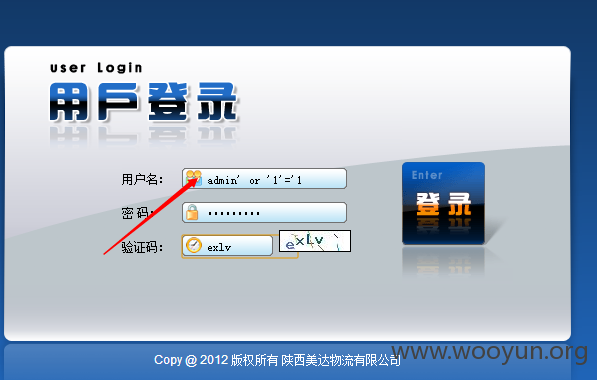 user Login
用戶登录
用户名： admin' or '1'='1
Enter
登录
密 码： •••••••••
验证码： exlv exLv
www.wooyun.org
Copy @ 2012 版权所有 陕西美达物流有限公司